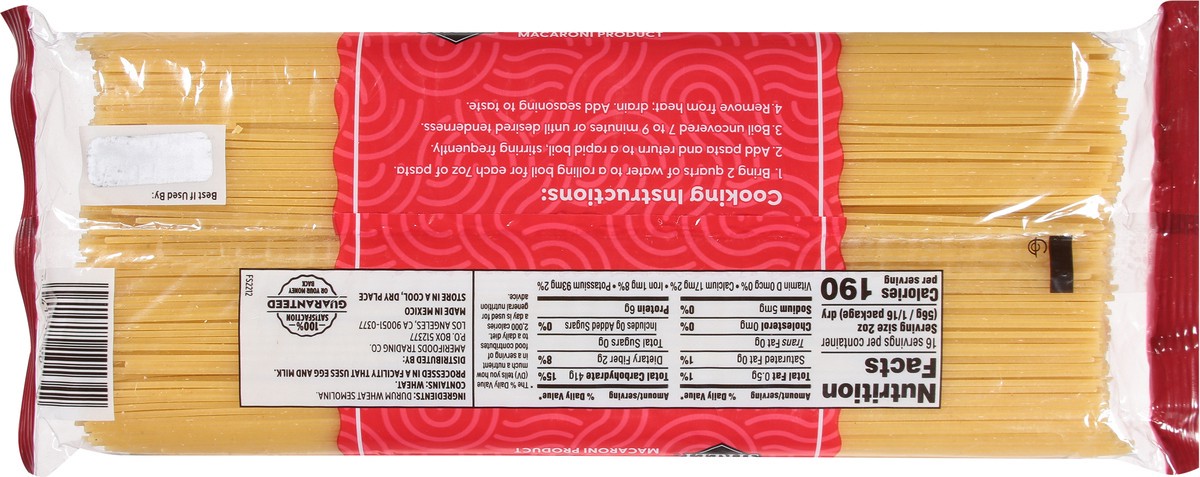 MACARONI PRODUCT
STREET
Nutrition
Facts
16 servings per container
Serving size 2oz
(56g / 1/16 package) dry
Calories
per serving
190
Amount/serving % Daily Value*
Total Fat 0.5g 1%
Saturated Fat 0g 1%
Trans Fat 0g
Cholesterol 0mg 0%
Sodium 5mg 0%
Amount/serving % Daily Value*
Total Carbohydrate 41g 15%
Dietary Fiber 2g 8%
Total Sugars 0g
Includes 0g Added Sugars 0%
Protein 6g
Vitamin D 0mcg 0% • Calcium 17mg 2% • Iron 1mg 8% • Potassium 93mg 2%
* The % Daily Value
(DV) tells you how
much a nutrient
in a serving of
food contributes
to a daily diet.
2,000 calories
a day is used for
general nutrition
advice.
INGREDIENTS: DURUM WHEAT SEMOLINA.
CONTAINS: WHEAT.
PROCESSED IN A FACILITY THAT USES EGG AND MILK.
DISTRIBUTED BY:
AMERIFOODS TRADING CO.
P.O. BOX 512377
LOS ANGELES, CA 90051-0377
MADE IN MEXICO
STORE IN A COOL, DRY PLACE
100%
SATISFACTION
GUARANTEED
OR YOUR MONEY
BACK
FS2212
Cooking Instructions:
1. Bring 2 quarts of water to a rolling boil for each 7oz of pasta.
2. Add pasta and return to a rapid boil, stirring frequently.
3. Boil uncovered 7 to 9 minutes or until desired tenderness.
4. Remove from heat; drain. Add seasoning to taste.
Best If Used By:
MACARONI PRODUCT